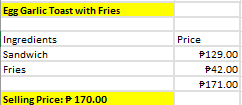 Egg Garlic Toast with Fries
Ingredients Price
Sandwich ₱129.00
Fries ₱42.00
₱171.00
Selling Price: ₱ 170.00